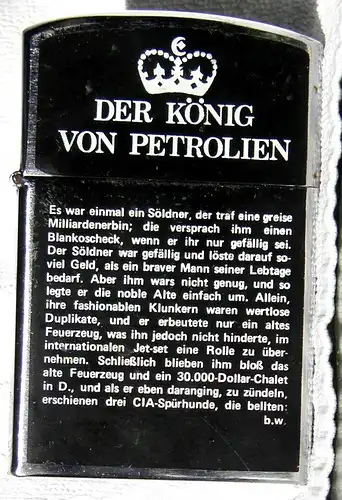 DER KÖNIG
VON PETROLIEN
Es war einmal ein Söldner, der traf eine greise
Milliardenerbin; die versprach ihm einen
Blankoscheck, wenn er ihr nur gefällig sei.
Der Söldner war gefällig und löste darauf so-
viel Geld, als ein braver Mann seiner Lebtage
bedarf. Aber ihm wars nicht genug, und so
legte er die noble Alte einfach um. Allein,
ihre fashionablen Klunkern waren wertlose
Duplikate, und er erbeutete nur ein altes
Feuerzeug, was ihn jedoch nicht hinderte, im
internationalen Jet-set eine Rolle zu über-
nehmen. Schließlich blieben ihm bloß das
alte Feuerzeug und ein 30.000-Dollar-Chalet
in D., und als er eben daranging, zu zündeln,
erschienen drei CIA-Spürhunde, die bellten:
b.w.